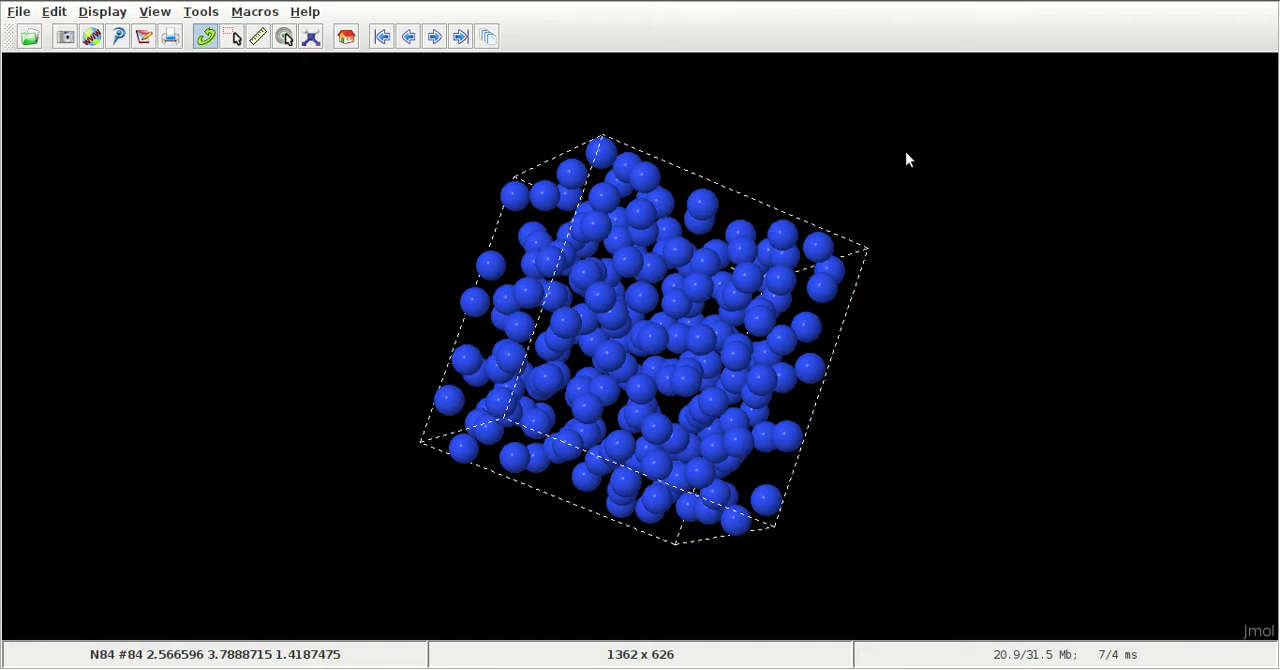 File Edit Display View Tools Macros Help
Jmol
N84 #84 2.566596 3.7888715 1.4187475
1362 x 626
20.9/31.5 Mb; 7/4 ms